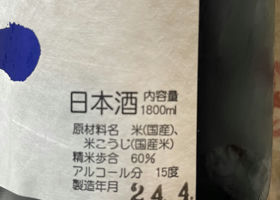 日本酒 内容量
1800ml
原材料名 米(国産)、
米こうじ(国産米)
精米歩合 60%
アルコール分 15度
製造年月 24.4